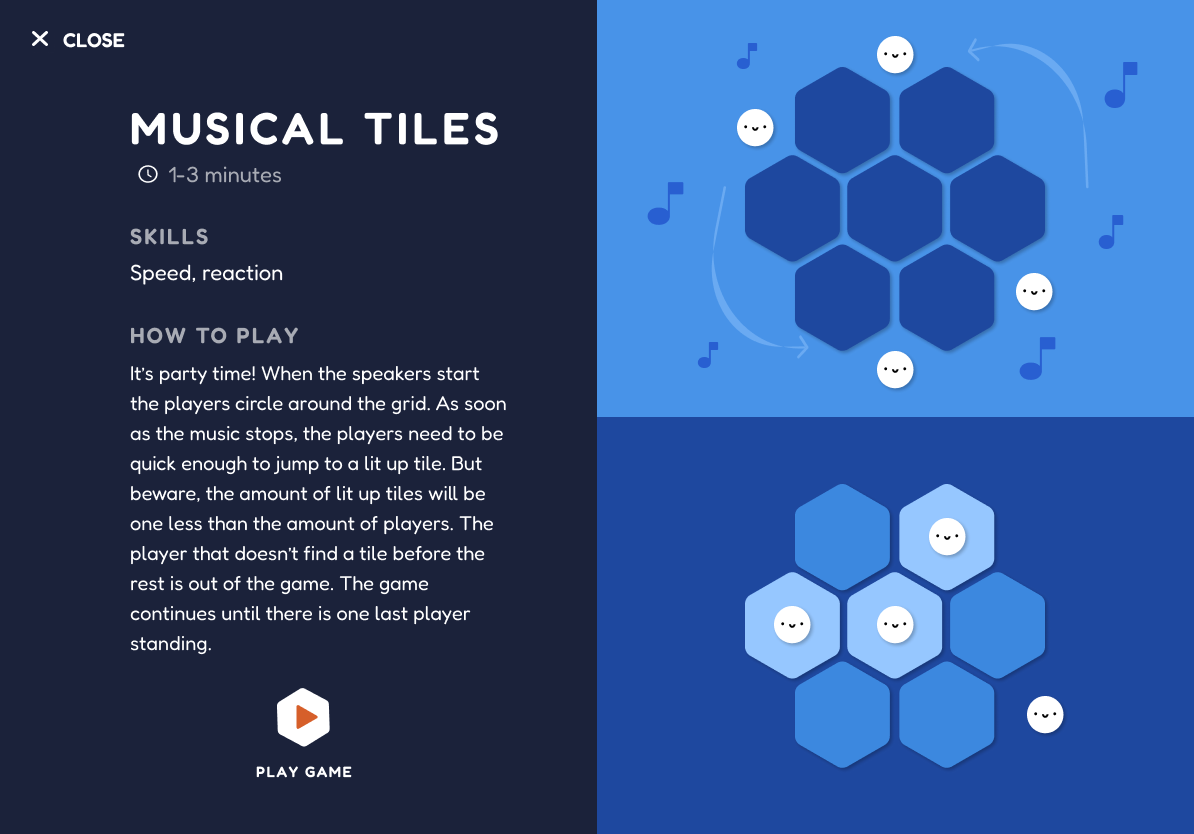 CLOSE
MUSICAL TILES
1-3 minutes
SKILLS
Speed, reaction
HOW TO PLAY
It's party time! When the speakers start
the players circle around the grid. As soon
as the music stops, the players need to be
quick enough to jump to a lit up tile. But
beware, the amount of lit up tiles will be
one less than the amount of players. The
player that doesn't find a tile before the
rest is out of the game. The game
continues until there is one last player
standing.
PLAY GAME